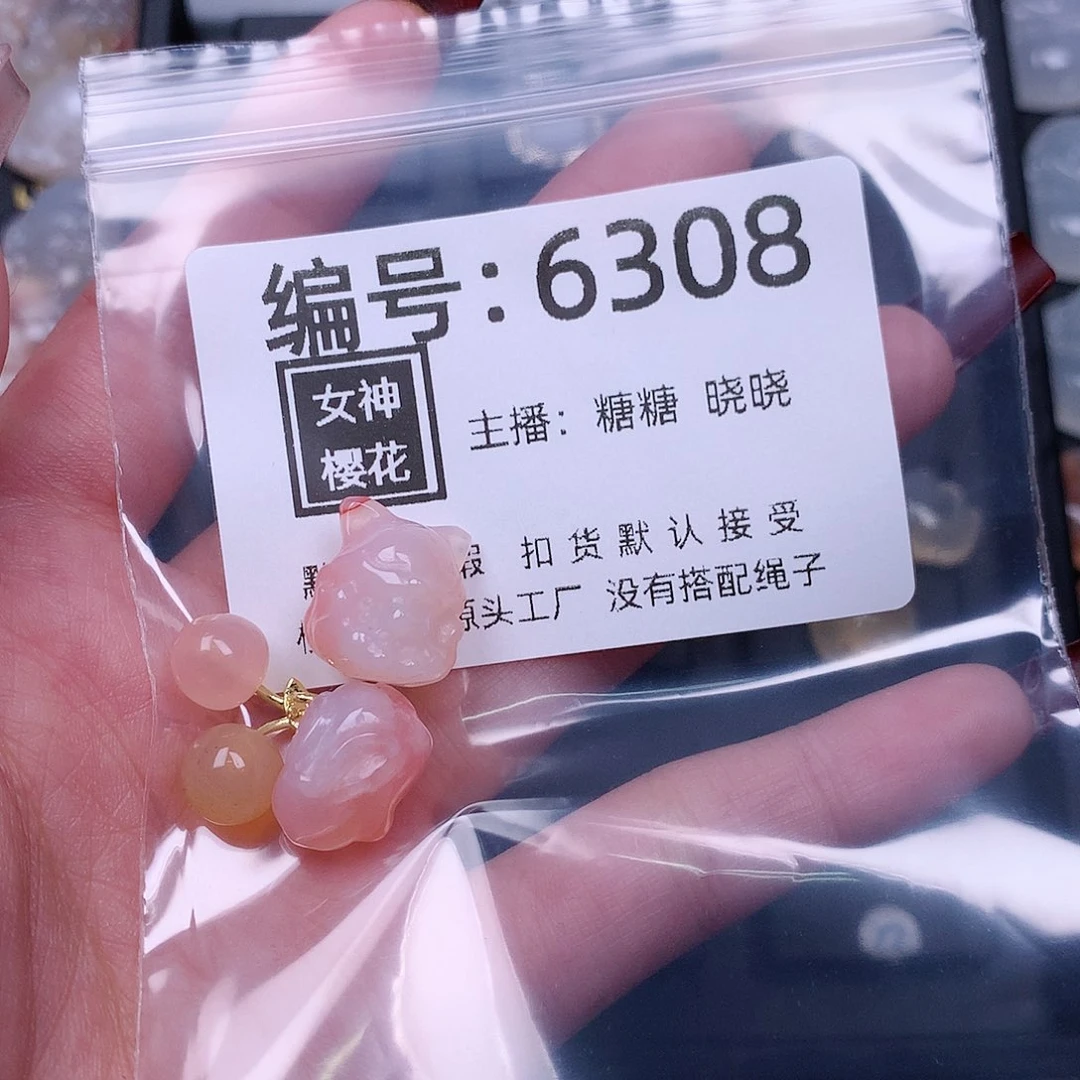 编号:6308
女神
樱花
主播: 糖糖 晓晓
扣货默认接受
源头工厂 没有搭配绳子